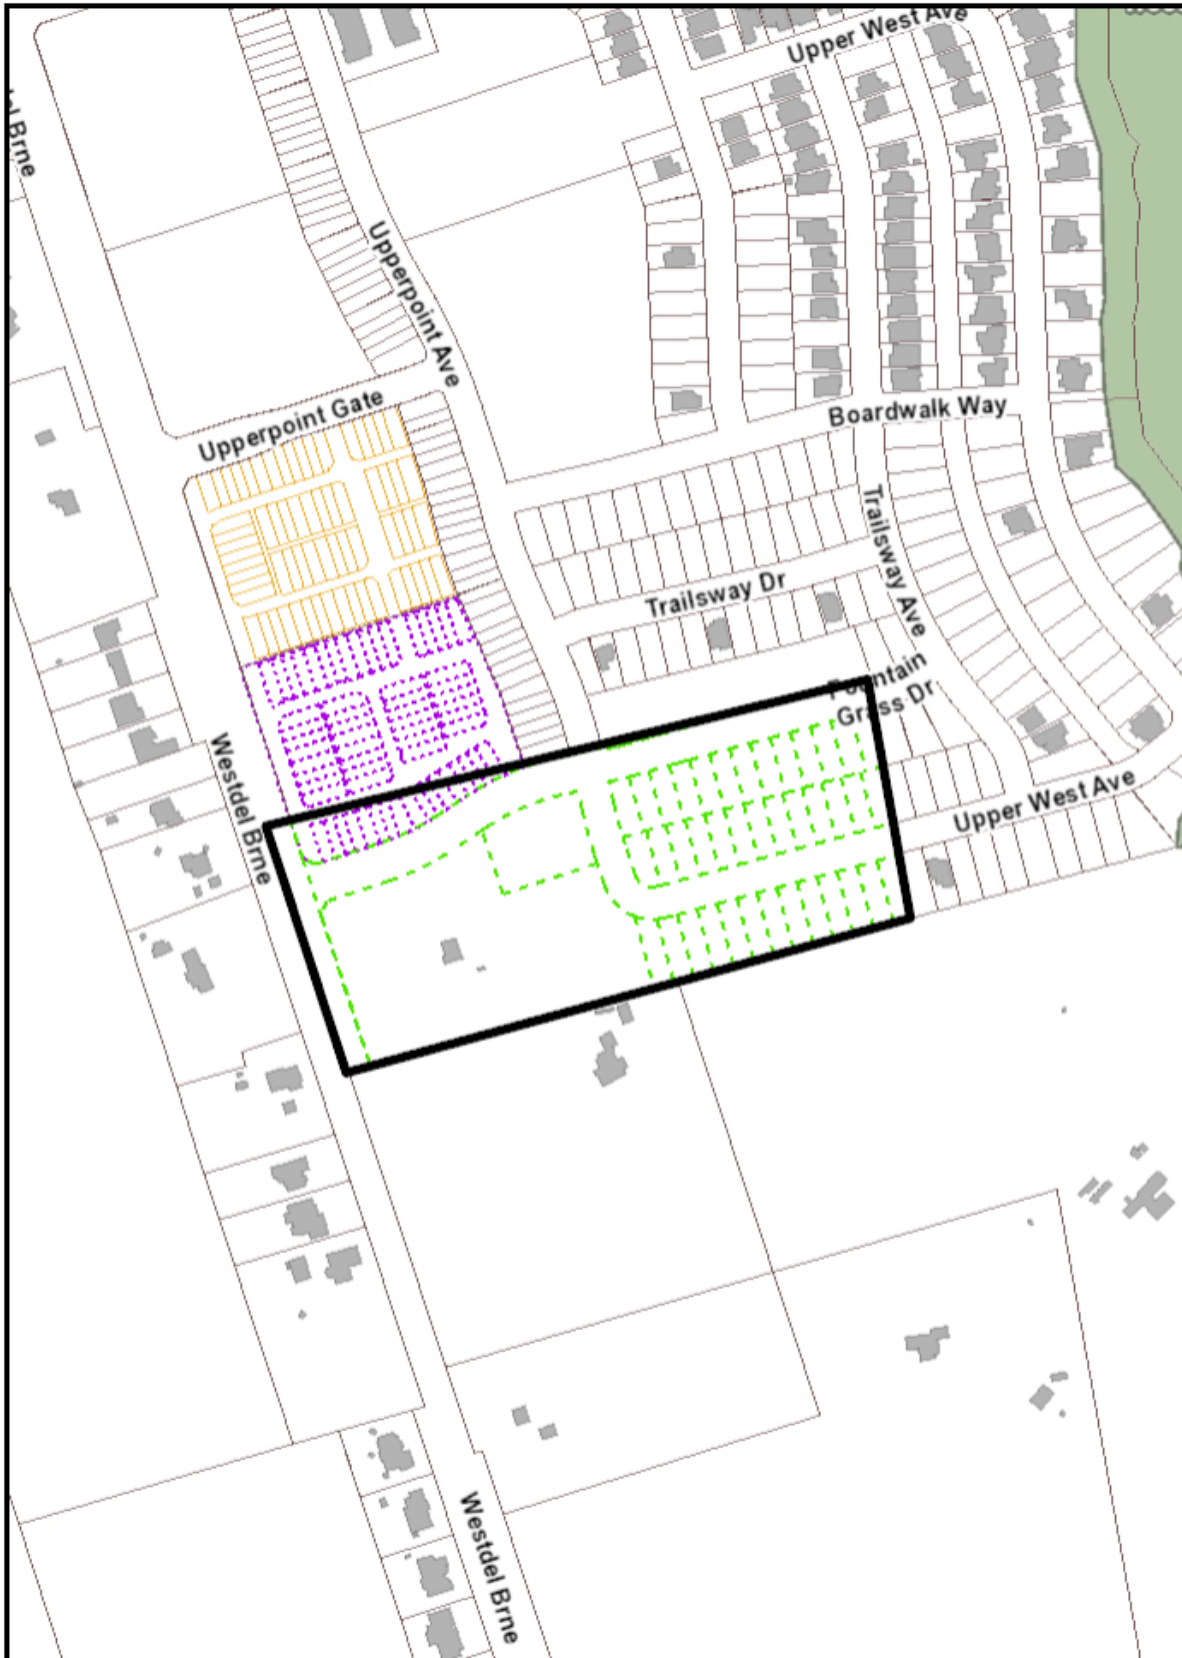 Upper West Ave
Upperpoint Ave
Upperpoint Gate
Boardwalk Way
Trailsway Ave
Trailsway Dr
Fountain
Grass Dr
Westdel Brne
Upper West Ave
Westdel Brne